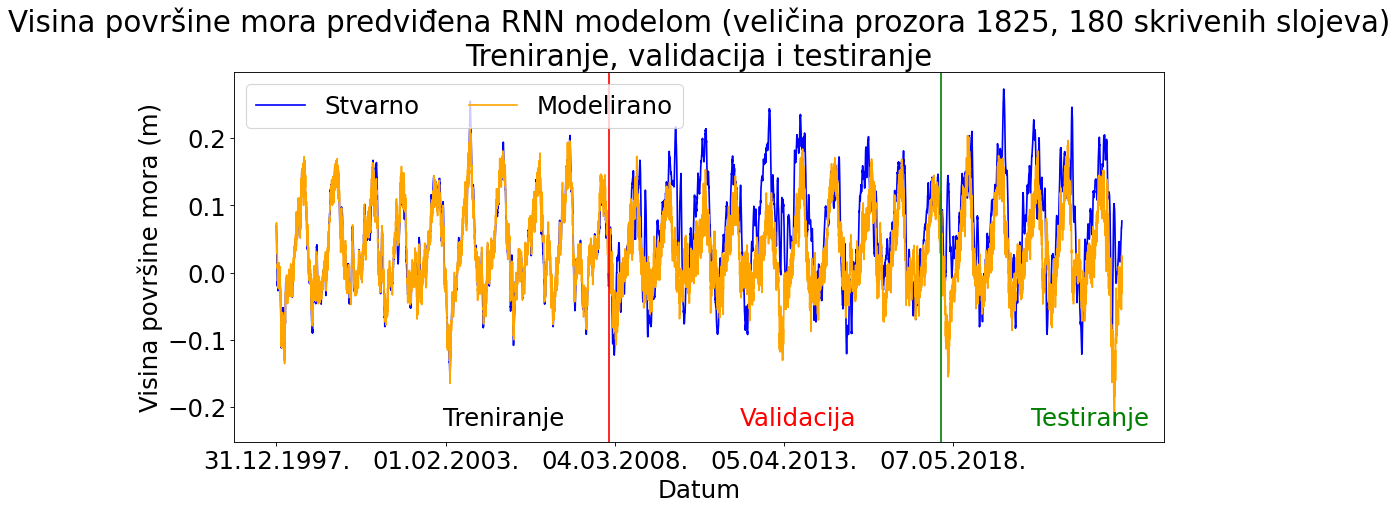 Visina površine mora predviđena RNN modelom (veličina prozora 1825, 180 skrivenih slojeva)
Treniranje, validacija i testiranje
Stvarno
Modelirano
Visina površine mora (m)
0.2
0.1
0.0
−0.1
−0.2
Treniranje
Validacija
Testiranje
31.12.1997.
01.02.2003.
04.03.2008.
05.04.2013.
07.05.2018.
Datum